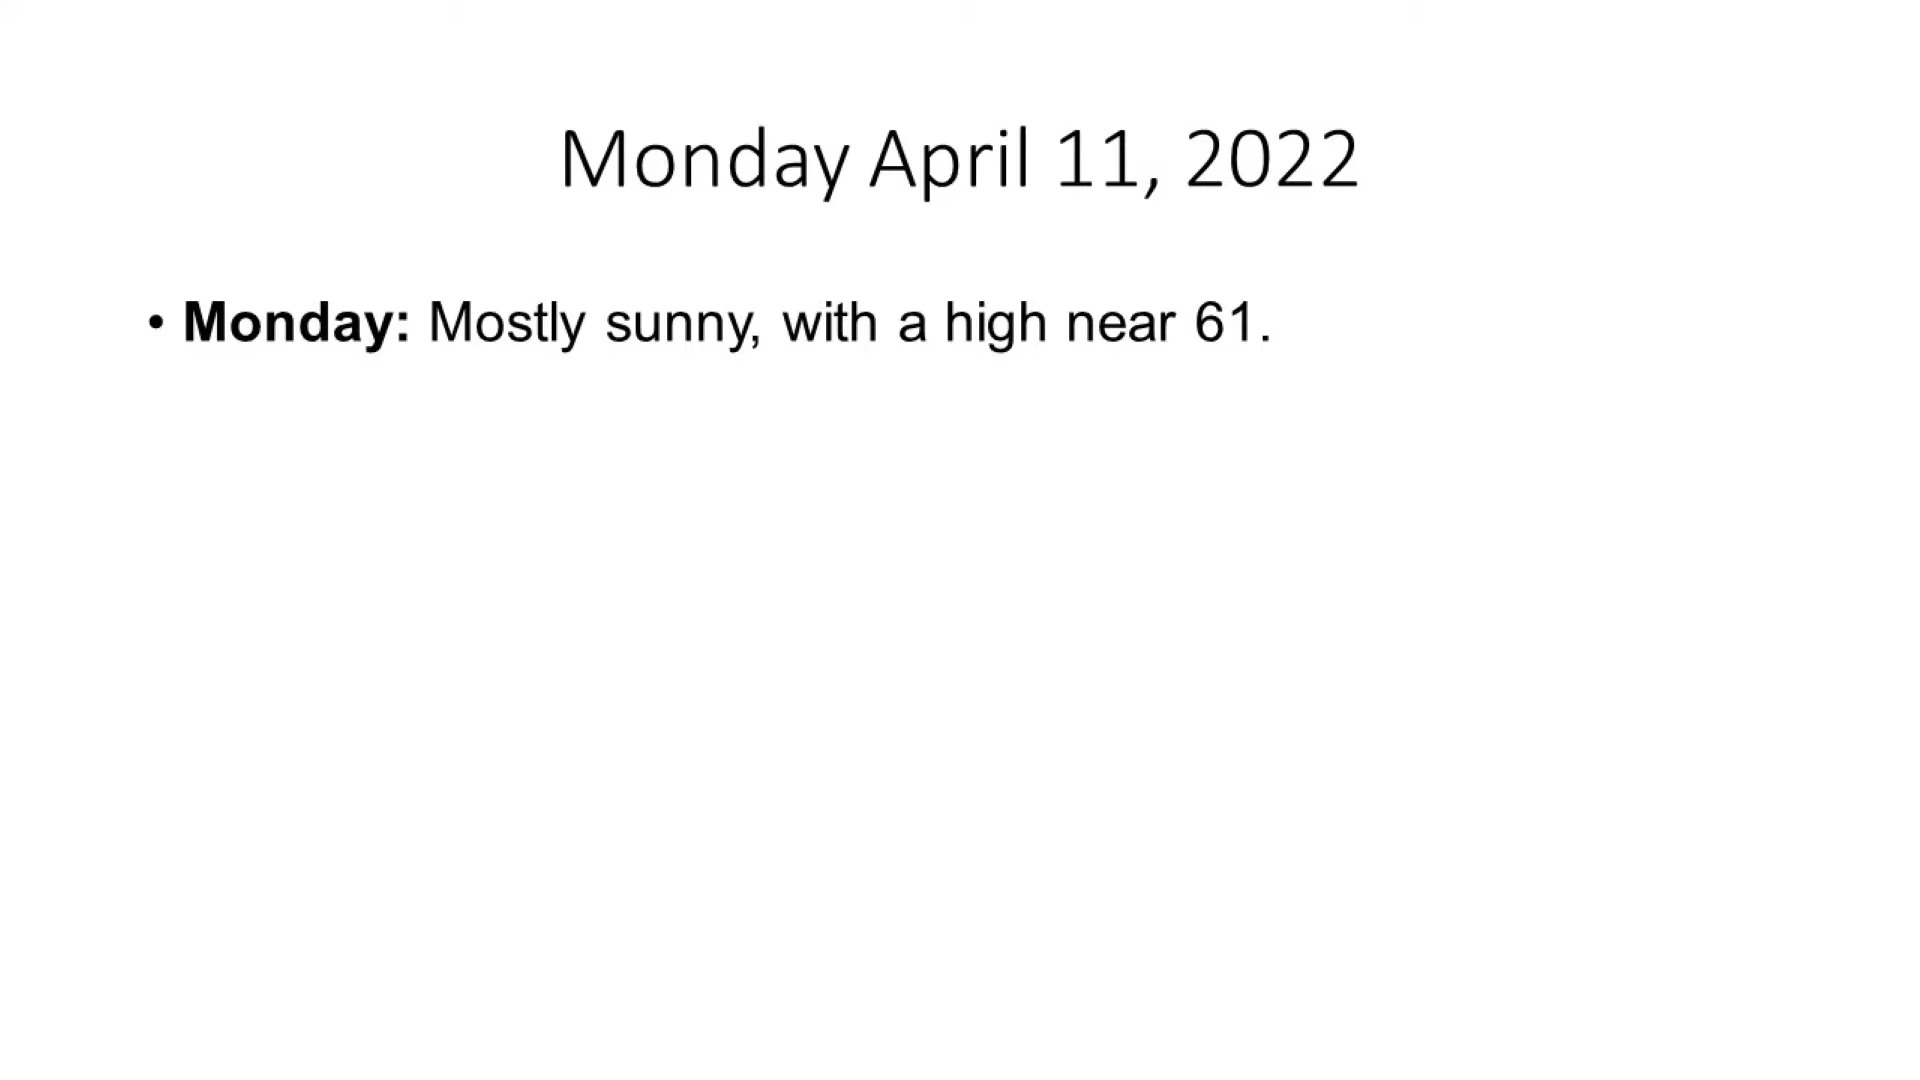 Monday April 11, 2022
• Monday: Mostly sunny, with a high near 61.